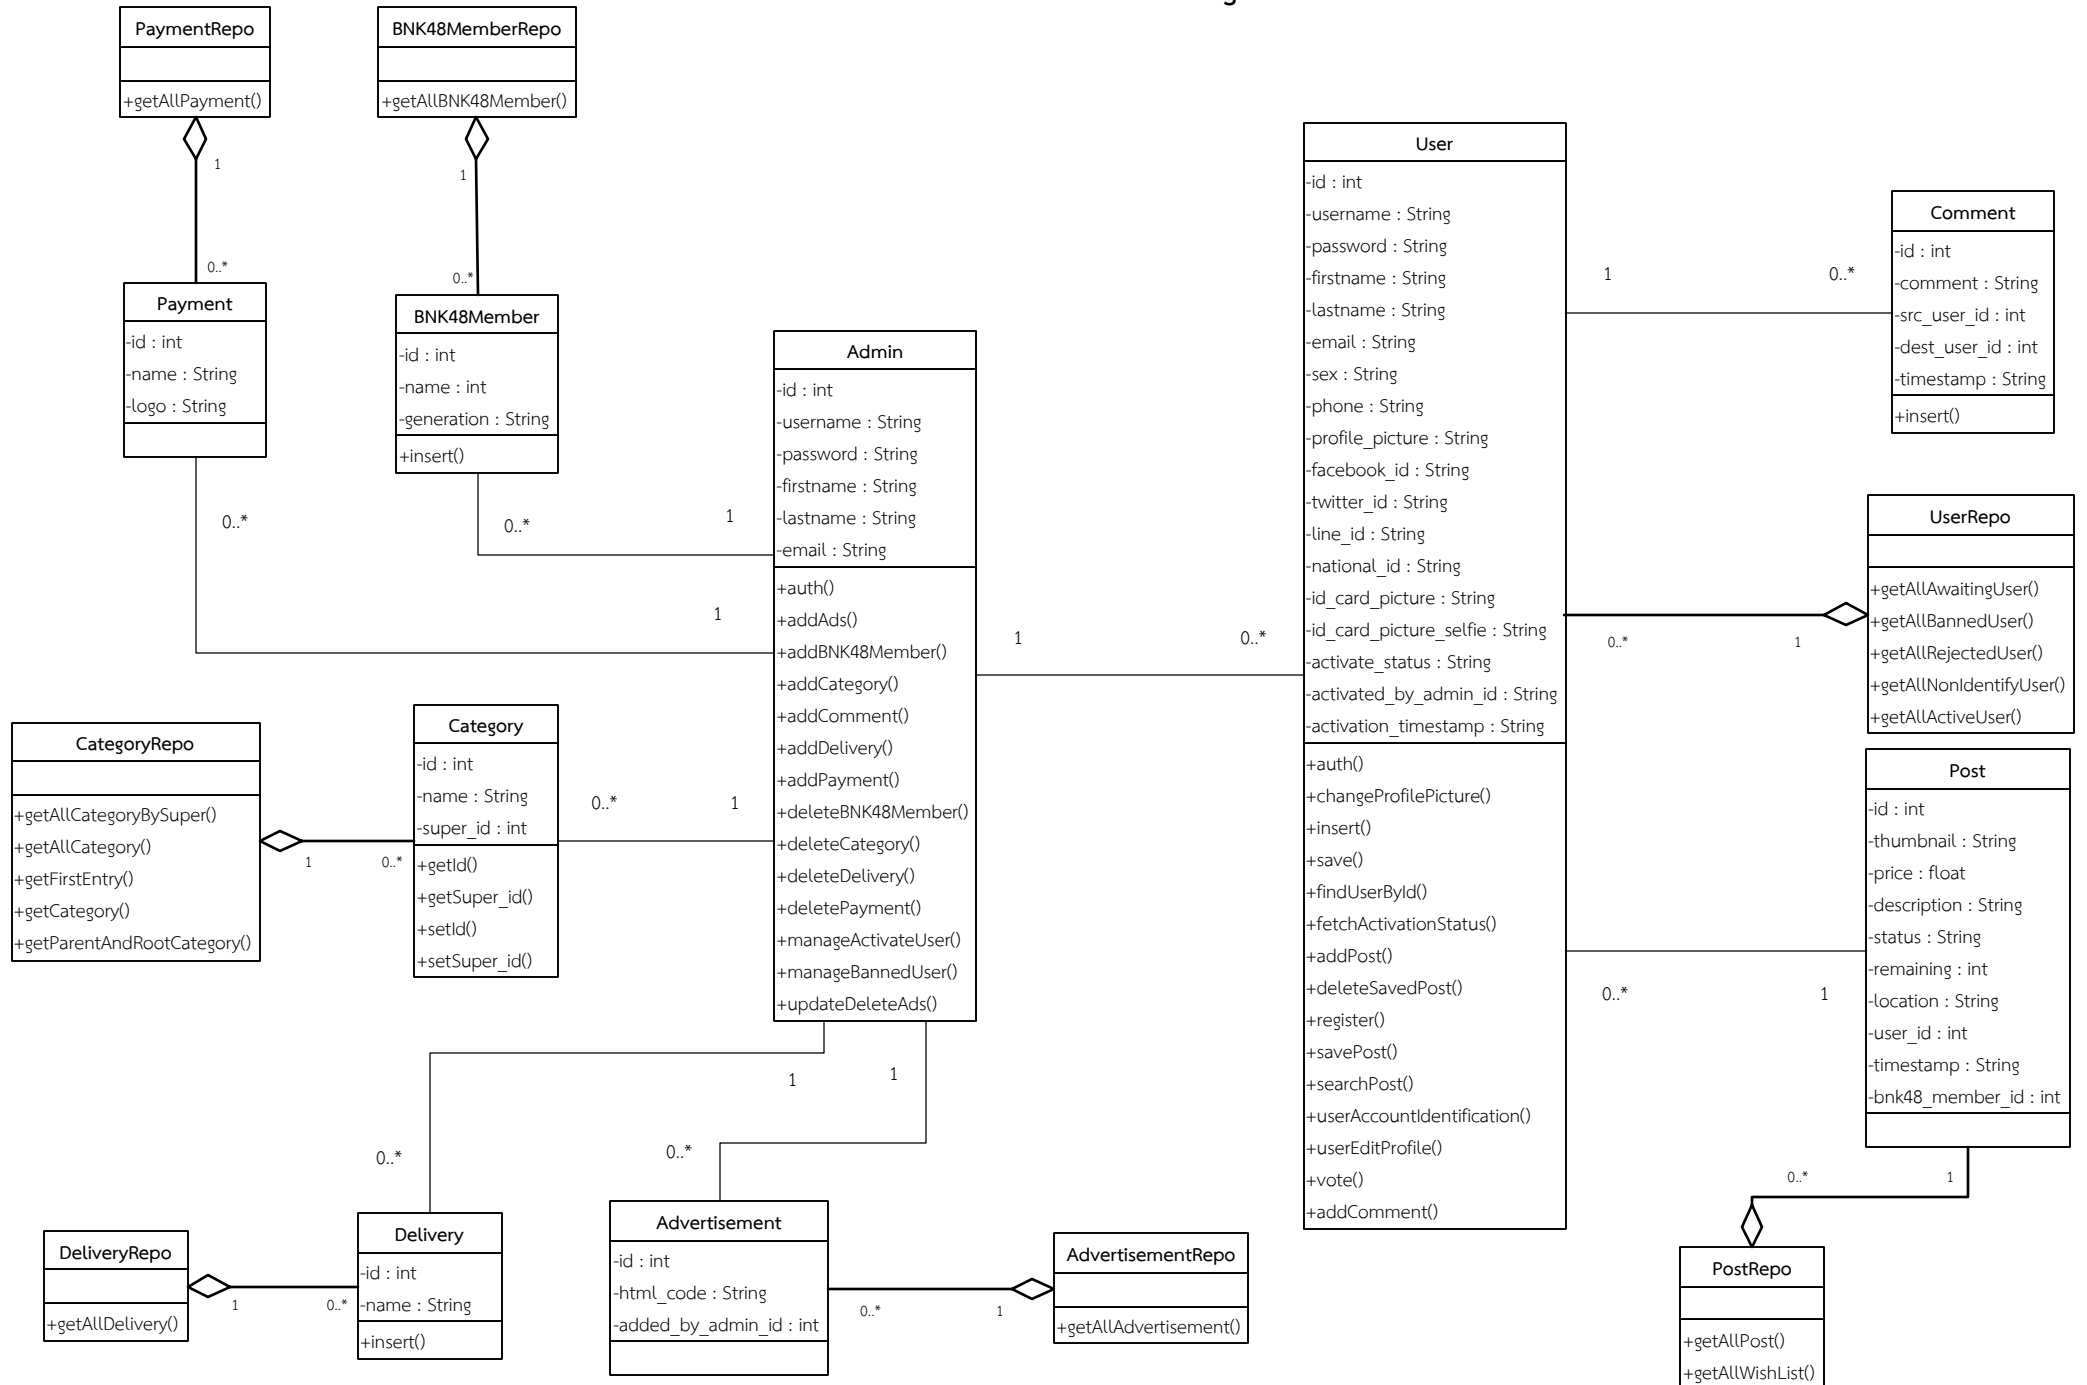 PaymentRepo
+getAllPayment()
BNK48MemberRepo
+getAllBNK48Member()
1
0..*
1
0..*
Payment
-id : int
-name : String
-logo : String
BNK48Member
-id : int
-name : int
-generation : String
+insert()
0..*
0..*
1
1
Admin
-id : int
-username : String
-password : String
-firstname : String
-lastname : String
-email : String
+auth()
+addAds()
+addBNK48Member()
+addCategory()
+addComment()
+addDelivery()
+addPayment()
+deleteBNK48Member()
+deleteCategory()
+deleteDelivery()
+deletePayment()
+manageActivateUser()
+manageBannedUser()
+updateDeleteAds()
1
0..*
User
-id : int
-username : String
-password : String
-firstname : String
-lastname : String
-email : String
-sex : String
-phone : String
-profile_picture : String
-facebook_id : String
-twitter_id : String
-line_id : String
-national_id : String
-id_card_picture : String
-id_card_picture_selfie : String
-activate_status : String
-activated_by_admin_id : String
-activation_timestamp : String
+auth()
+changeProfilePicture()
+insert()
+save()
+findUserById()
+fetchActivationStatus()
+addPost()
+deleteSavedPost()
+register()
+savePost()
+searchPost()
+userAccountIdentification()
+userEditProfile()
+vote()
+addComment()
1
0..*
Comment
-id : int
-comment : String
-src_user_id : int
-dest_user_id : int
-timestamp : String
+insert()
0..*
1
UserRepo
+getAllAwaitingUser()
+getAllBannedUser()
+getAllRejectedUser()
+getAllNonIdentifyUser()
+getAllActiveUser()
0..*
1
Post
-id : int
-thumbnail : String
-price : float
-description : String
-status : String
-remaining : int
-location : String
-user_id : int
-timestamp : String
-bnk48_member_id : int
0..*
1
PostRepo
+getAllPost()
+getAllWishList()
CategoryRepo
+getAllCategoryBySuper()
+getAllCategory()
+getFirstEntry()
+getCategory()
+getParentAndRootCategory()
1
0..*
Category
-id : int
-name : String
-super_id : int
+getId()
+getSuper_id()
+setId()
+setSuper_id()
0..*
1
1
1
0..*
0..*
DeliveryRepo
+getAllDelivery()
1
0..*
Delivery
-id : int
-name : String
+insert()
Advertisement
-id : int
-html_code : String
-added_by_admin_id : int
0..*
1
AdvertisementRepo
+getAllAdvertisement()